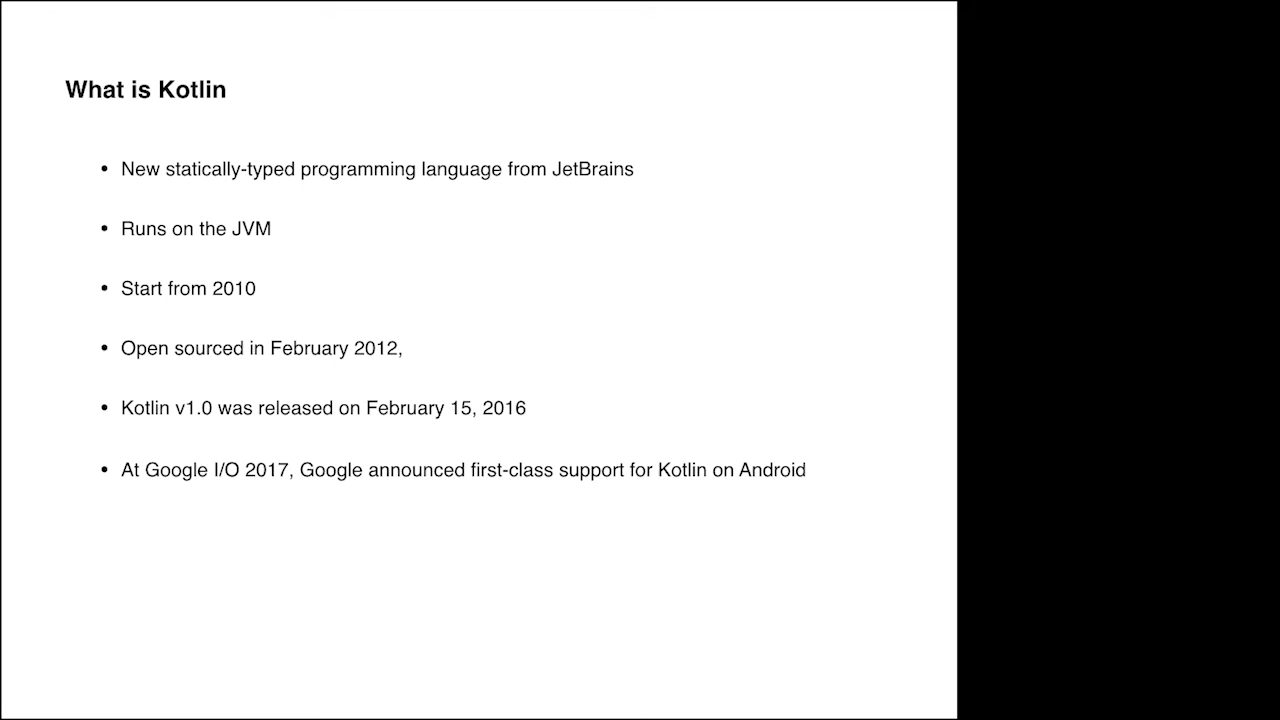 What is Kotlin
• New statically-typed programming language from JetBrains
• Runs on the JVM
• Start from 2010
• Open sourced in February 2012,
• Kotlin v1.0 was released on February 15, 2016
• At Google I/O 2017, Google announced first-class support for Kotlin on Android